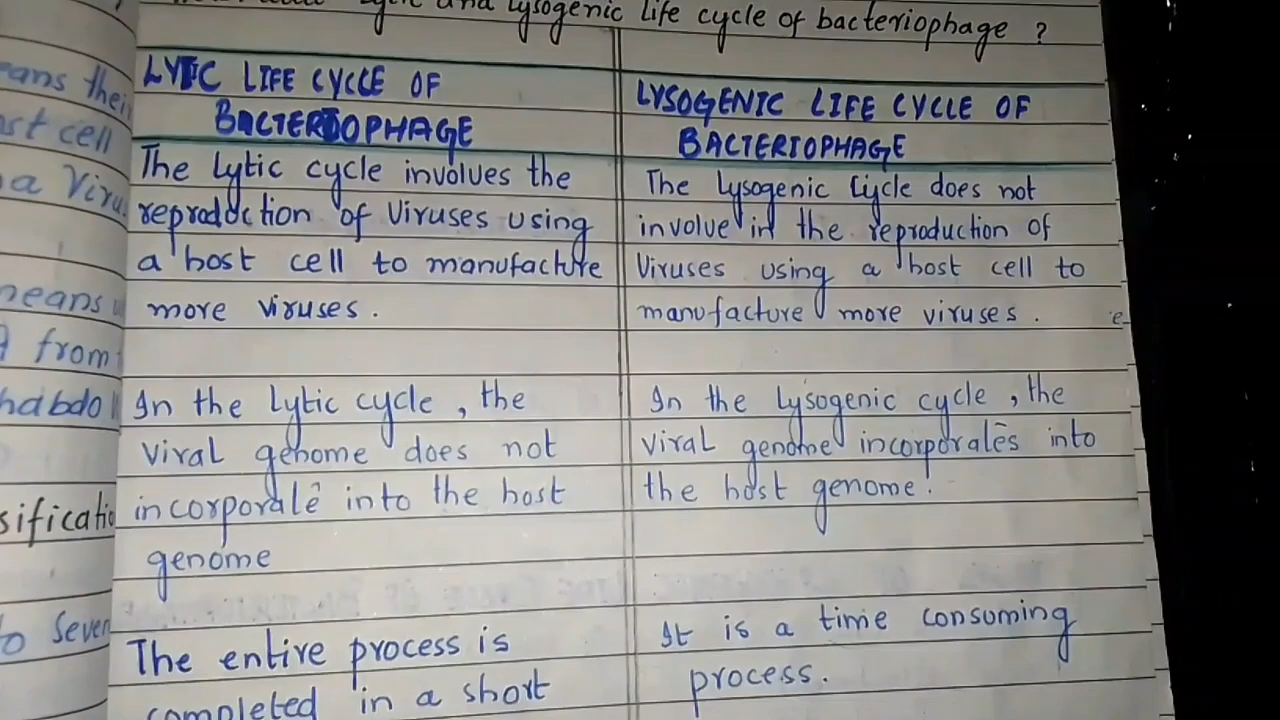 and lysogenic life cycle of bacteriophage ?
LYTIC LIFE CYCLE OF
BACTERIOPHAGE
The Lytic cycle involves the
reproduction of Viruses using
a host cell to manufacture
more viruses.
In the Lytic cycle, the
viral genome does not
incorporate into the host
genome
The entire process is
completed in a short
LYSOGENIC LIFE CYCLE OF
BACTERIOPHAGE
The Lysogenic Cycle does not
involve in the reproduction of
Viruses using a host cell to
manufacture more viruses.
In the Lysogenic cycle, the
viral genome incorporates into
the host genome.
It is a time consuming
process.
cell
a
from